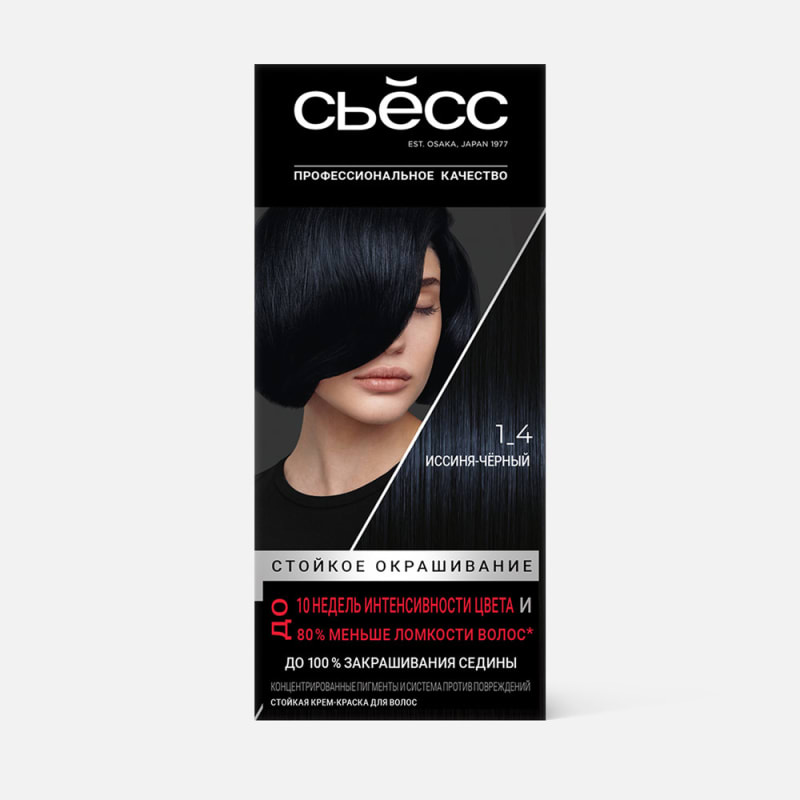 сьёсс
EST. OSAKA, JAPAN 1977
ПРОФЕССИОНАЛЬНОЕ КАЧЕСТВО
1_4
ИССИНЯ-ЧЁРНЫЙ
СТОЙКОЕ ОКРАШИВАНИЕ
ДО 10 НЕДЕЛЬ ИНТЕНСИВНОСТИ ЦВЕТА И
80% МЕНЬШЕ ЛОМКОСТИ ВОЛОС*
ДО 100 % ЗАКРАШИВАНИЯ СЕДИНЫ
КОНЦЕНТРИРОВАННЫЕ ПИГМЕНТЫ И СИСТЕМА ПРОТИВ ПОВРЕЖДЕНИЙ
СТОЙКАЯ КРЕМ-КРАСКА ДЛЯ ВОЛОС